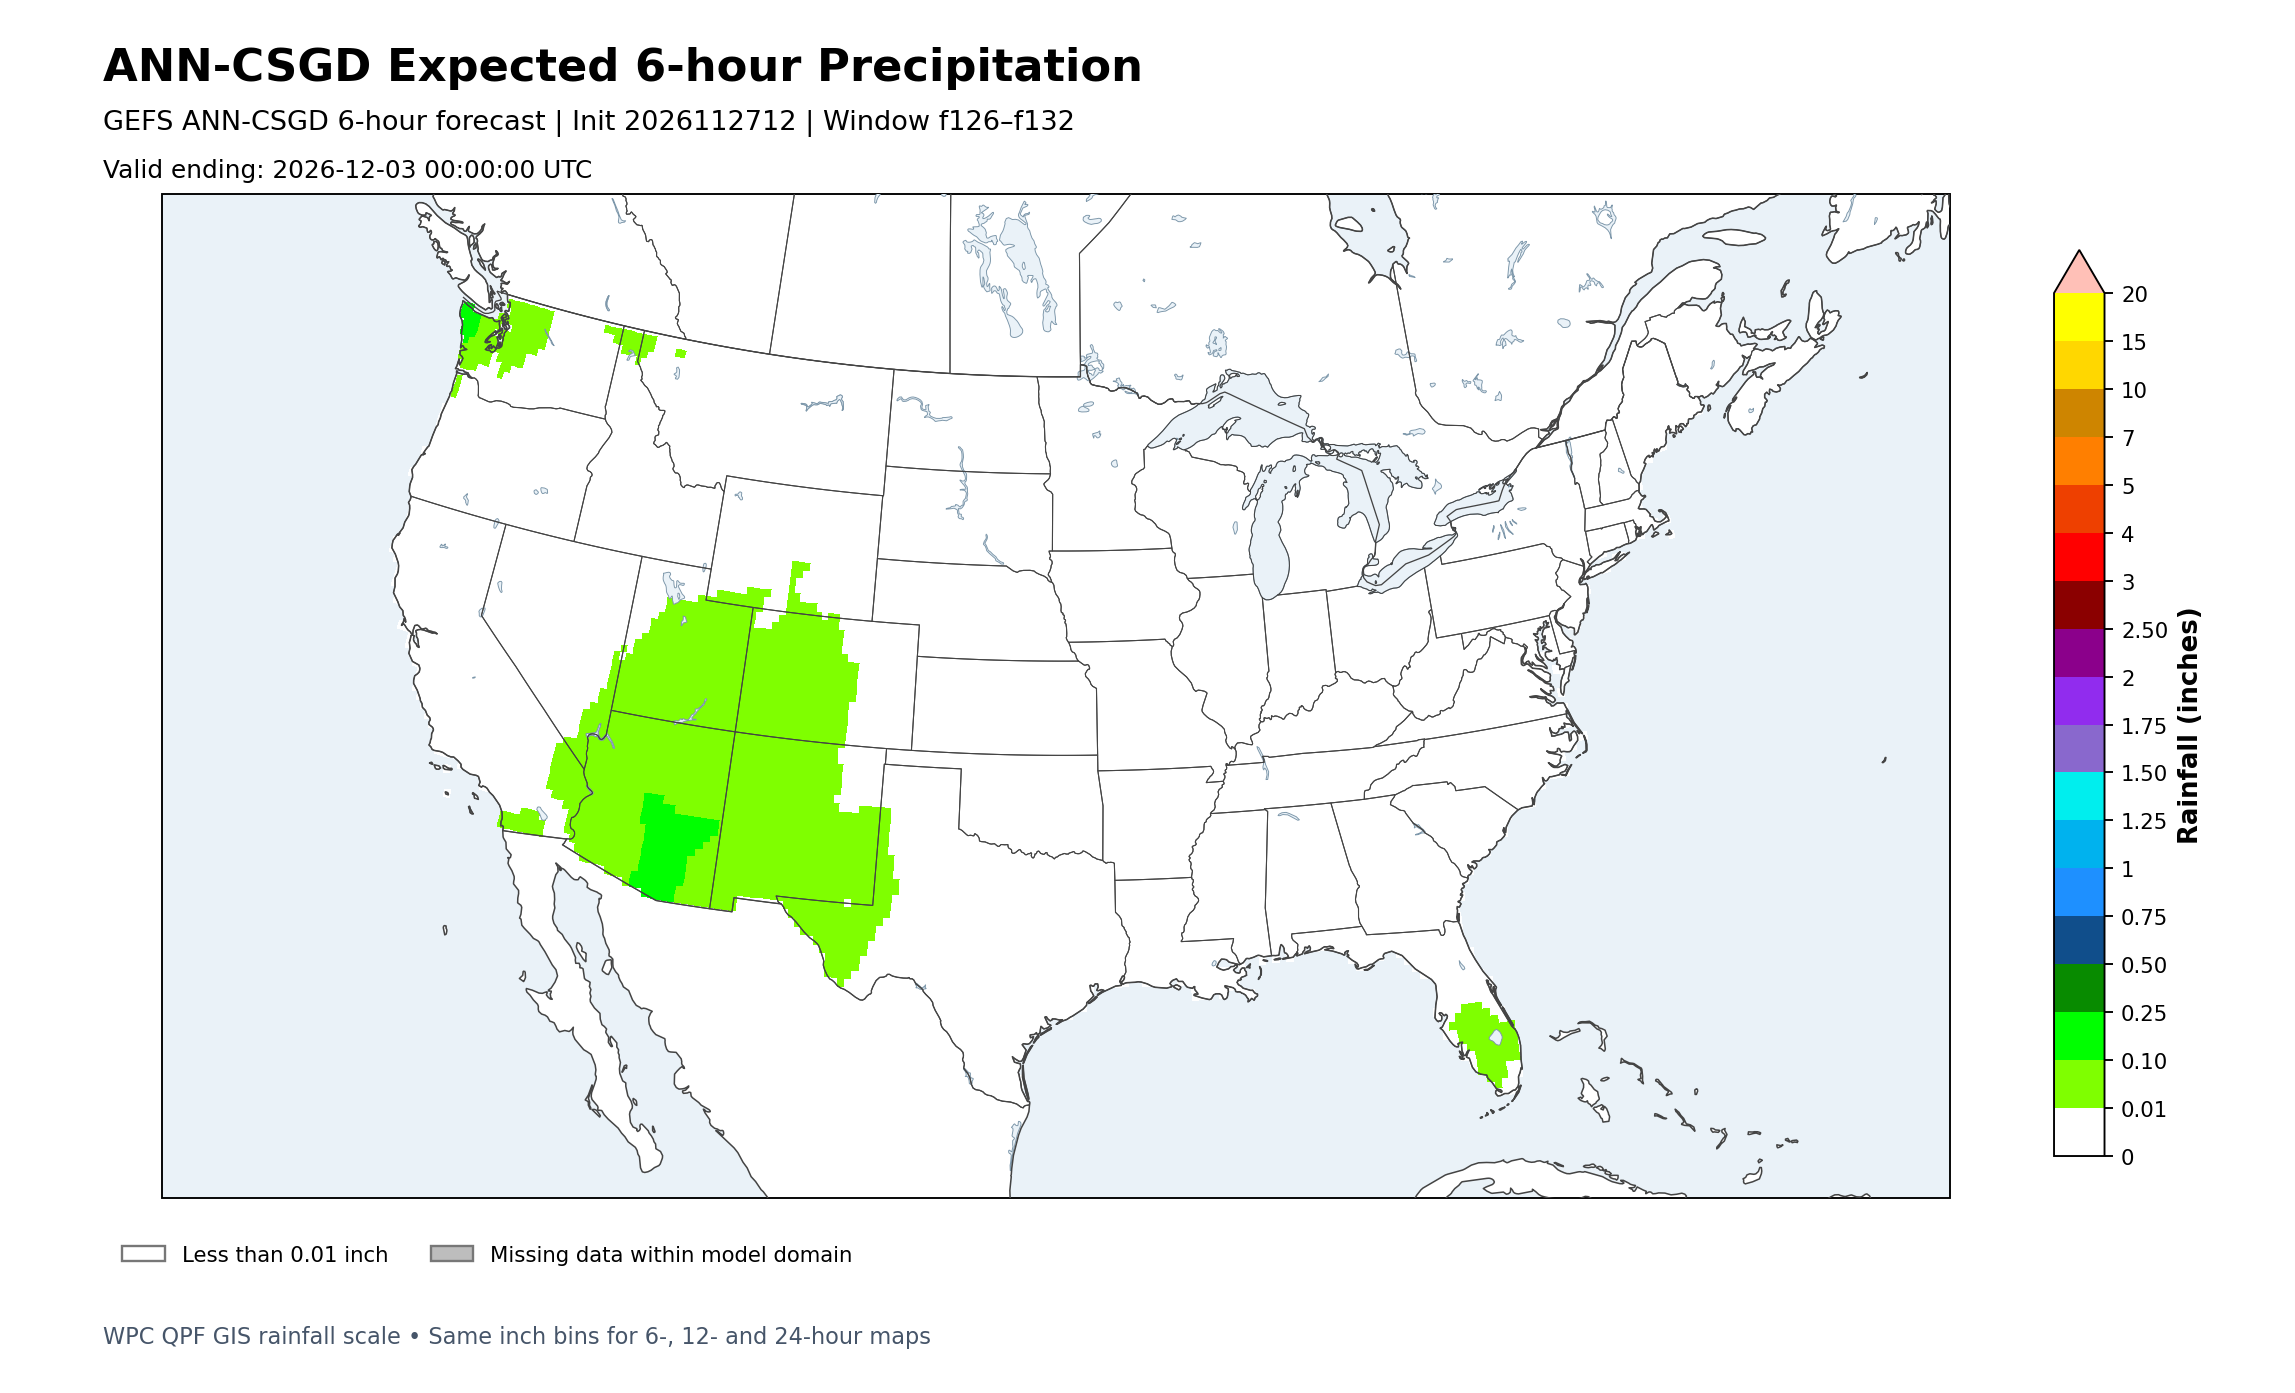 ANN-CSGD Expected 6-hour Precipitation
GEFS ANN-CSGD 6-hour forecast | Init 2026112712 | Window f126–f132
Valid ending: 2026-12-03 00:00:00 UTC
20
15
10
7
5
4
3
2.50
2
1.75
1.50
1.25
1
0.75
0.50
0.25
0.10
0.01
0
Rainfall (inches)
Less than 0.01 inch
Missing data within model domain
WPC QPF GIS rainfall scale • Same inch bins for 6-, 12- and 24-hour maps